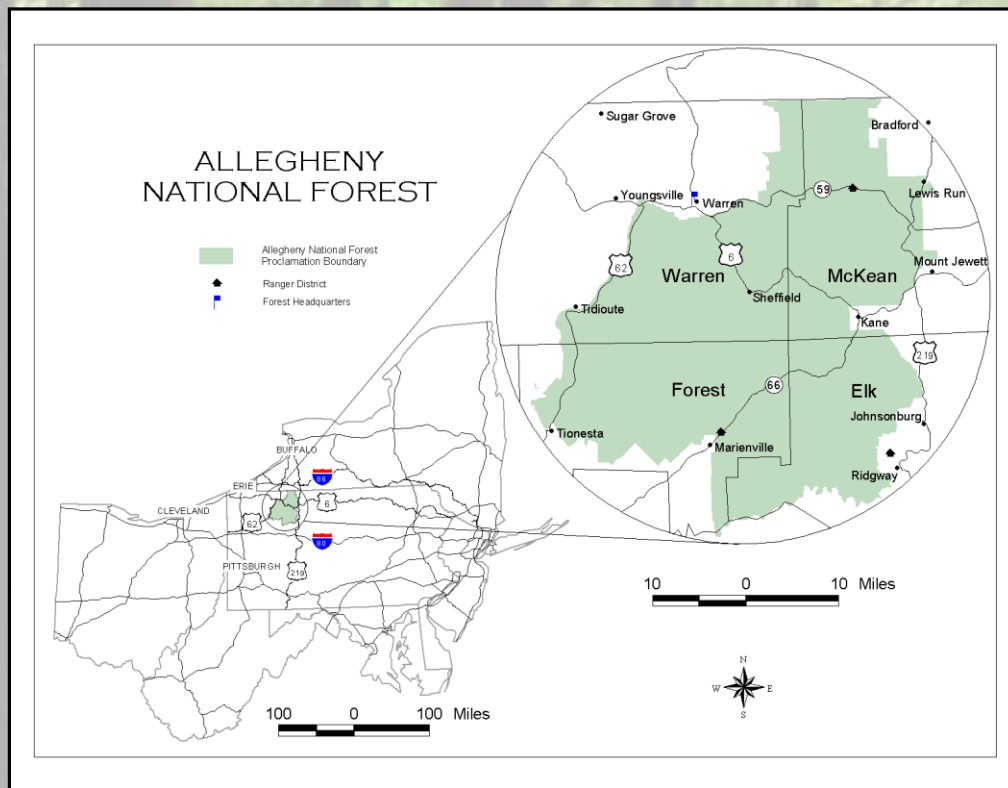 ALLEGHENY
NATIONAL FOREST
Allegheny National Forest
Proclamation Boundary
Ranger District
Forest Headquarters
Sugar Grove
Bradford
Youngsville
Warren
59
Lewis Run
62
Warren
6
McKean
Mount Jewett
Sheffield
Tidioute
Kane
219
66
Forest
Elk
Johnsonburg
Tionesta
Marienville
Ridgway
BUFFALO
86
ERIE
6
CLEVELAND
62
80
PITTSBURGH
219
10 0 10 Miles
N
W E
S
100 0 100 Miles